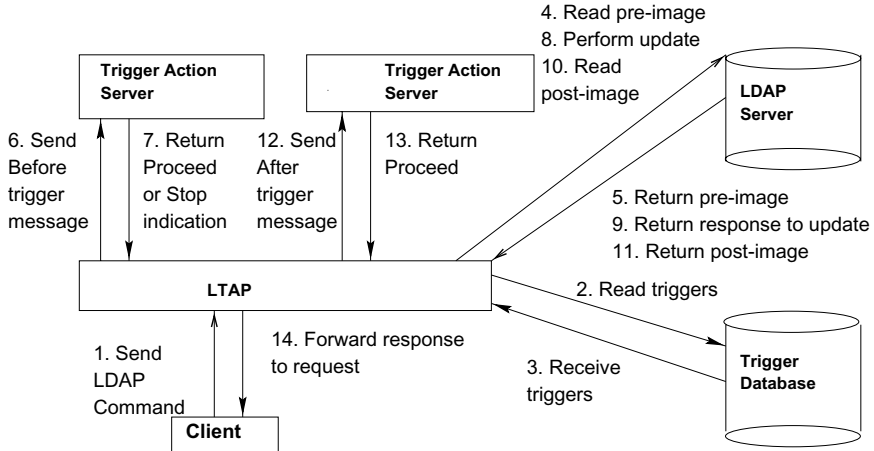 4. Read pre-image
8. Perform update
10. Read
post-image
Trigger Action
Server
Trigger Action
Server
LDAP
Server
6. Send
Before
trigger
message
7. Return
Proceed
or Stop
indication
12. Send
After
trigger
message
13. Return
Proceed
5. Return pre-image
9. Return response to update
11. Return post-image
LTAP
2. Read triggers
1. Send
LDAP
Command
14. Forward response
to request
3. Receive
triggers
Trigger
Database
Client